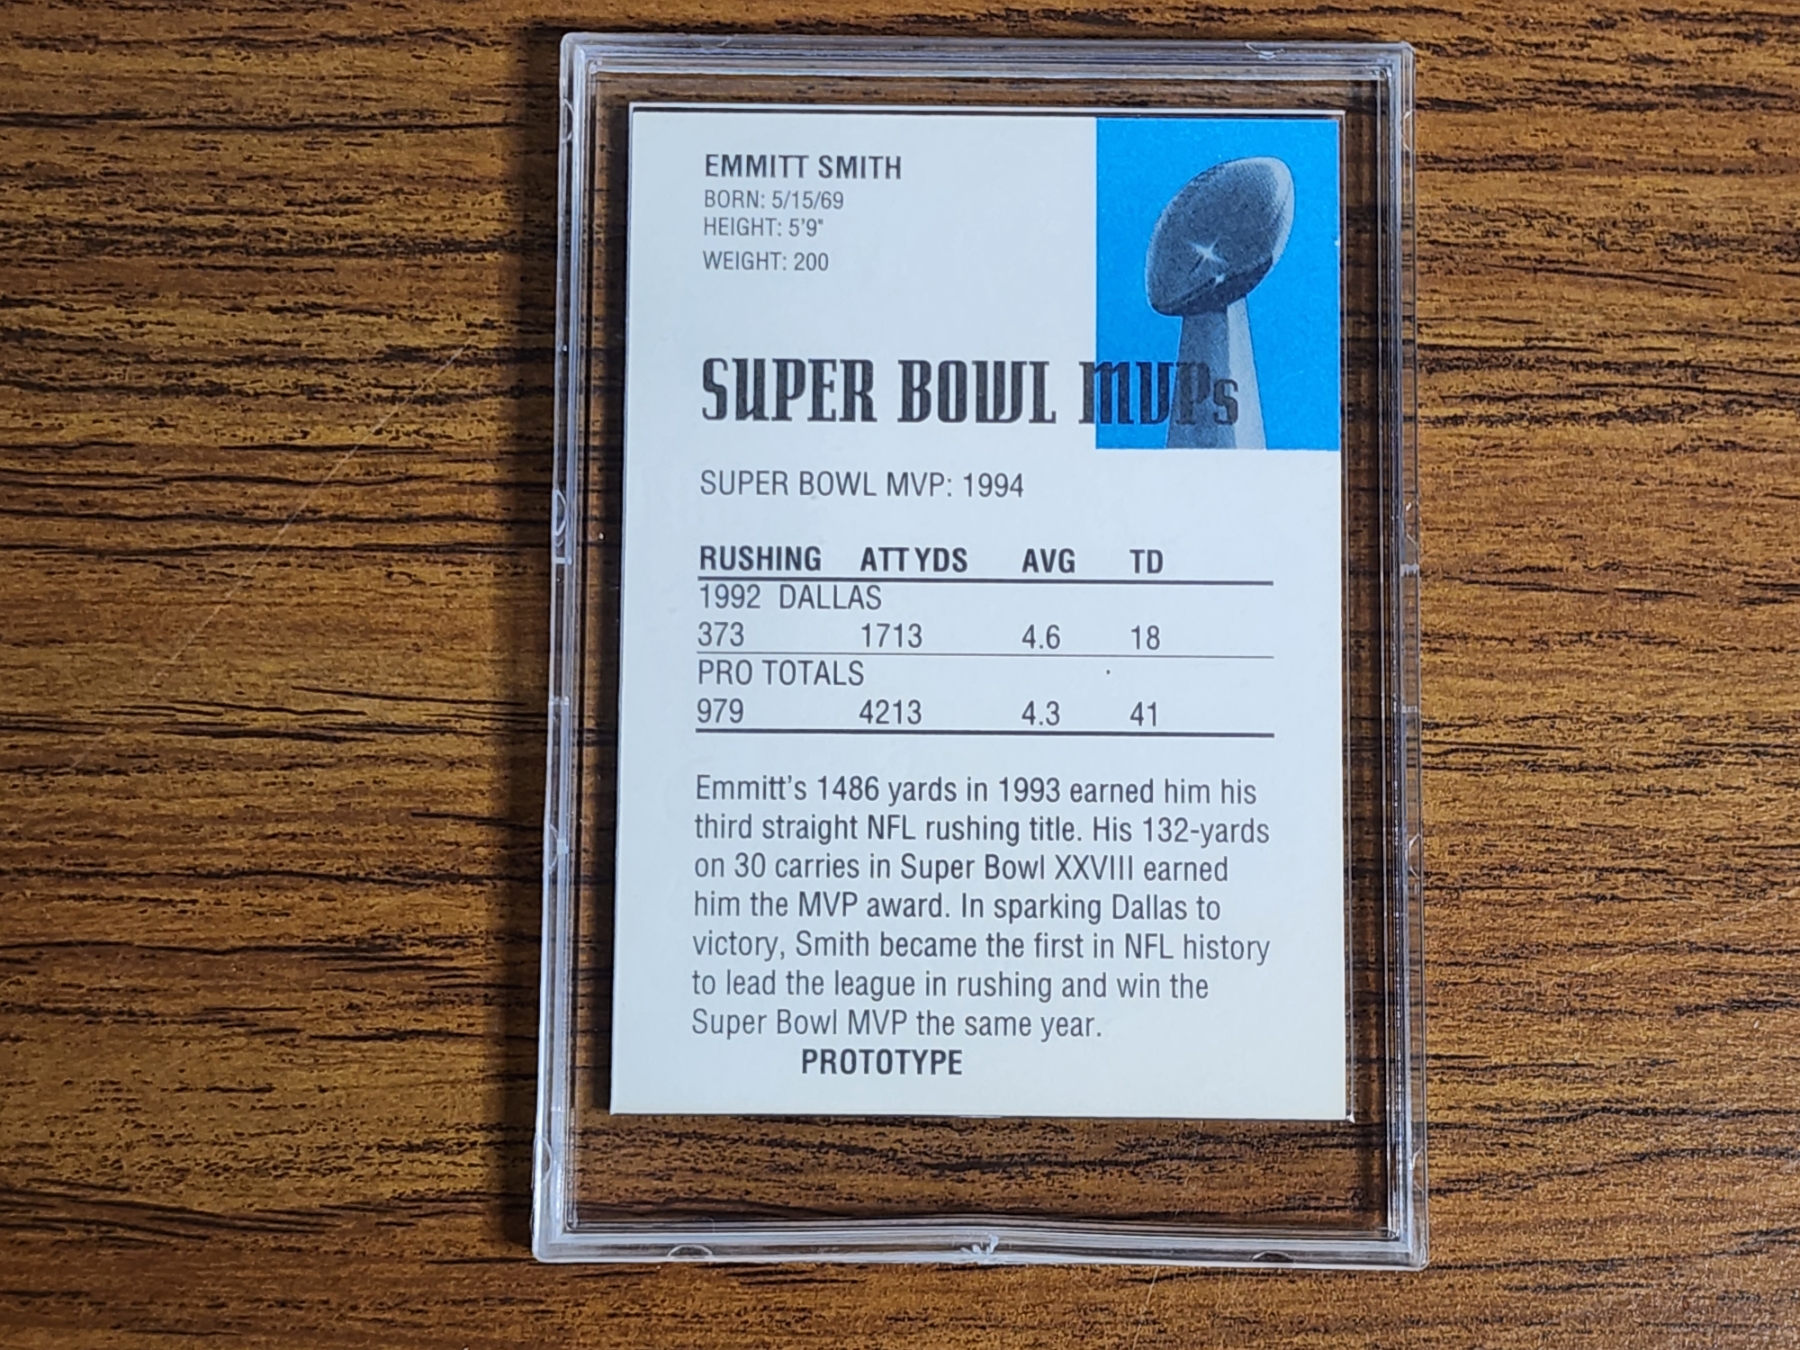 EMMITT SMITH
BORN: 5/15/69
HEIGHT: 5'9"
WEIGHT: 200
SUPER BOWL MVPs
SUPER BOWL MVP: 1994
RUSHING ATT YDS AVG TD
1992 DALLAS
373 1713 4.6 18
PRO TOTALS
979 4213 4.3 41
Emmitt's 1486 yards in 1993 earned him his
third straight NFL rushing title. His 132-yards
on 30 carries in Super Bowl XXVIII earned
him the MVP award. In sparking Dallas to
victory, Smith became the first in NFL history
to lead the league in rushing and win the
Super Bowl MVP the same year.
PROTOTYPE